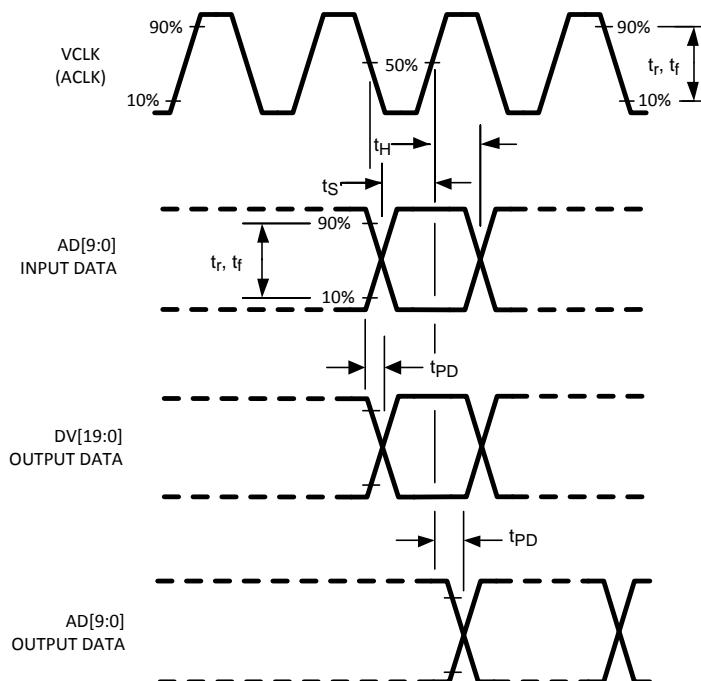 90%
VCLK
(ACLK)
10%
50%
90%
tr, tf
10%
tH
tS
AD[9:0]
INPUT DATA
90%
tr, tf
10%
tPD
DV[19:0]
OUTPUT DATA
tPD
AD[9:0]
OUTPUT DATA